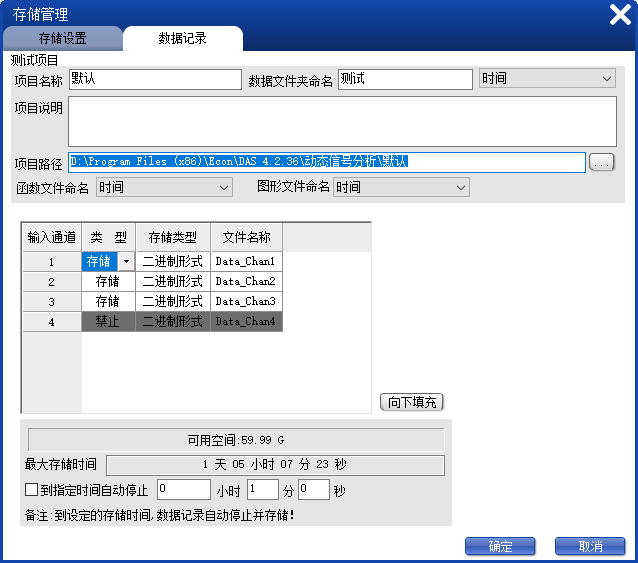 存储管理
存储设置 数据记录
测试项目
项目名称 默认 数据文件夹命名 测试 时间
项目说明
项目路径 D:\Program Files (x86)\Econ\DAS 4.2.36\动态信号分析\默认 ...
函数文件命名 时间 图形文件命名 时间
输入通道 类 型 存储类型 文件名称
1 存储 二进制形式 Data_Chan1
2 存储 二进制形式 Data_Chan2
3 存储 二进制形式 Data_Chan3
4 禁止 二进制形式 Data_Chan4
向下填充
可用空间:59.99 G
最大存储时间 1 天 05 小时 07 分 23 秒
到指定时间自动停止 0 小时 1 分 0 秒
备注:到设定的存储时间,数据记录自动停止并存储!
确定 取消